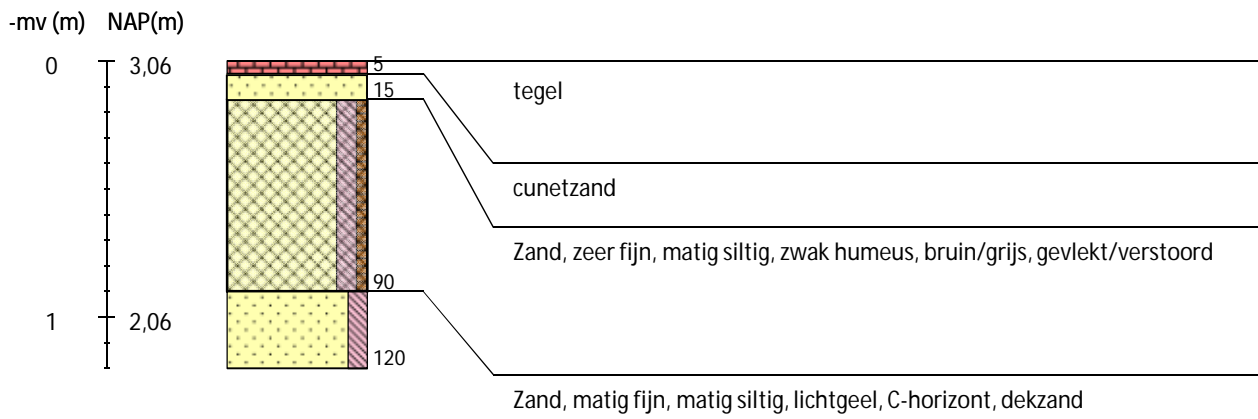 -mv (m) NAP(m)
0 3,06
5
15
tegel
cunetzand
Zand, zeer fijn, matig siltig, zwak humeus, bruin/grijs, gevlekt/verstoord
90
1 2,06
120
Zand, matig fijn, matig siltig, lichtgeel, C-horizont, dekzand